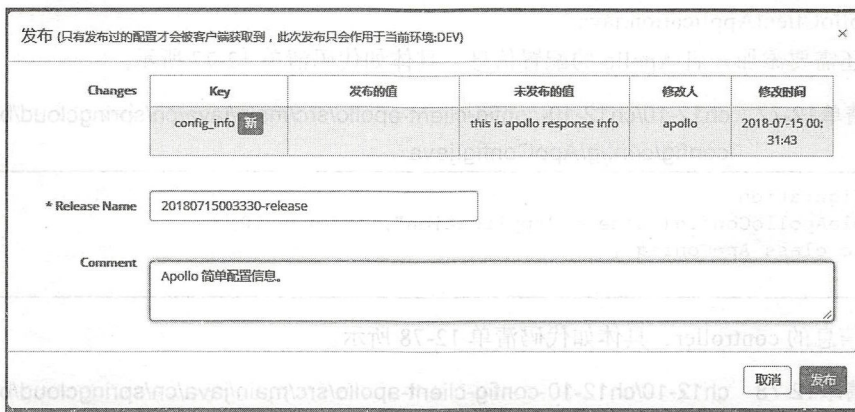 发布 (只有发布过的配置才会被客户端获取到，此次发布只会作用于当前环境:DEV) ×
Changes Key 发布的值 未发布的值 修改人 修改时间
config_info 新 this is apollo response info apollo 2018-07-15 00:
31:43
* Release Name 20180715003330-release
Comment Apollo 简单配置信息。
取消 发布